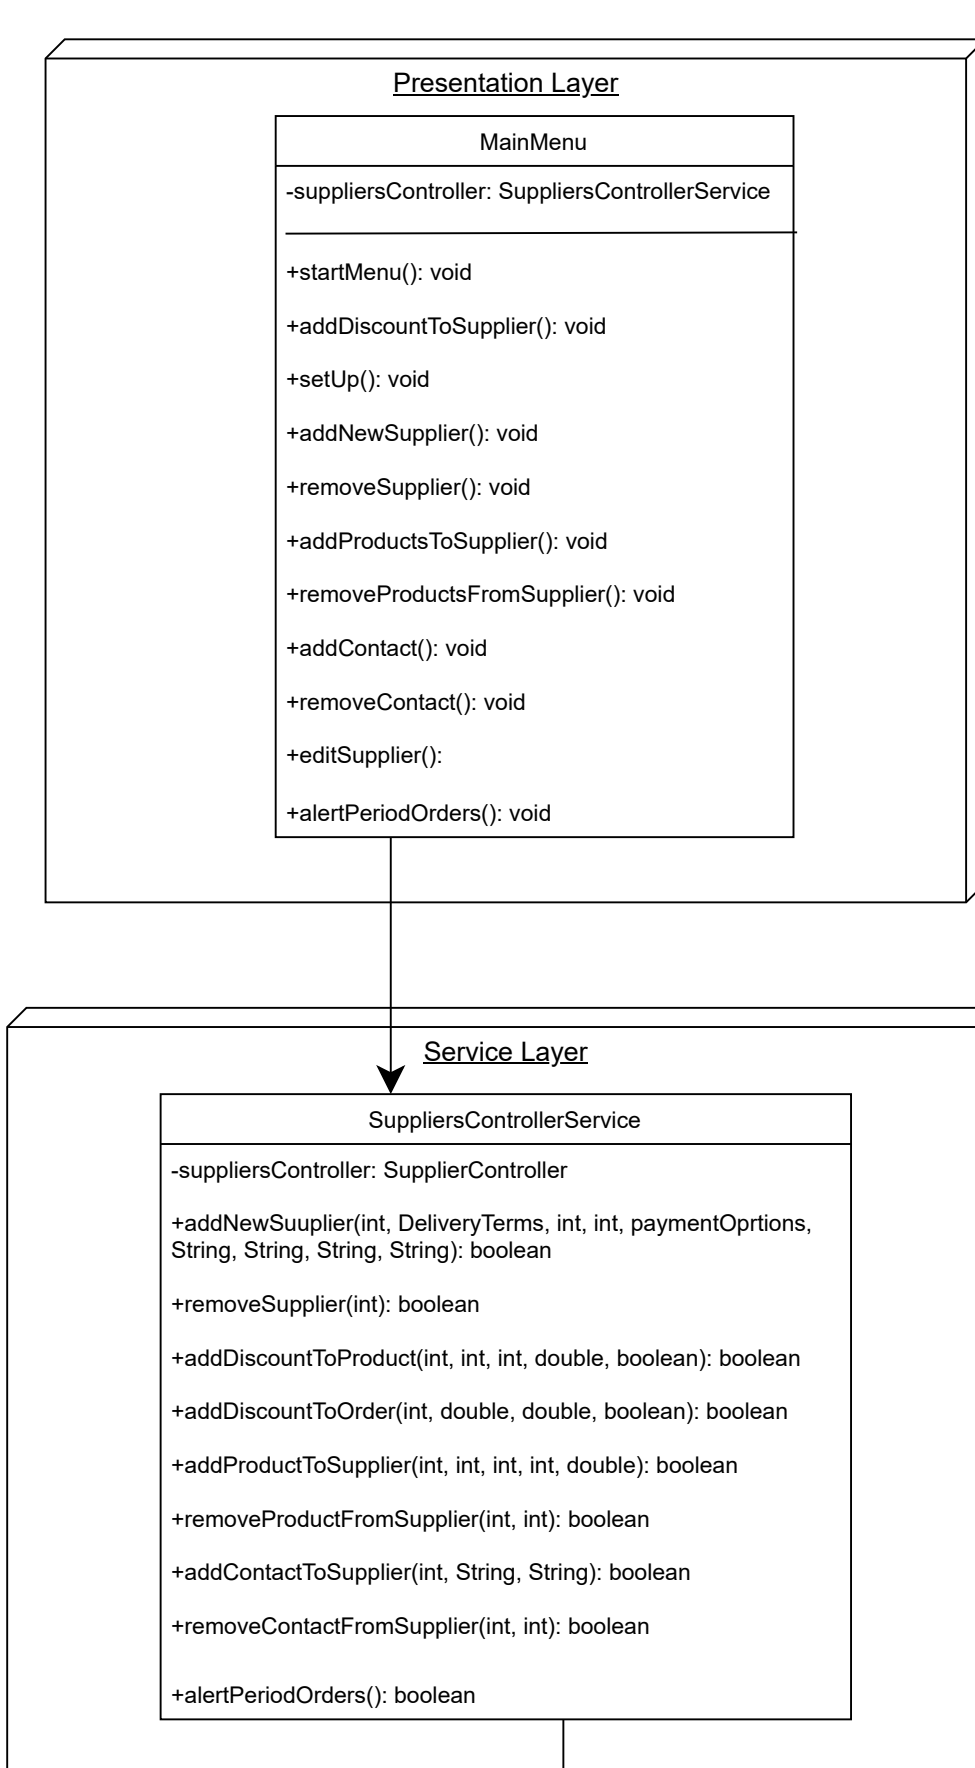 Presentation Layer
MainMenu
-suppliersController: SuppliersControllerService
+startMenu(): void
+addDiscountToSupplier(): void
+setUp(): void
+addNewSupplier(): void
+removeSupplier(): void
+addProductsToSupplier(): void
+removeProductsFromSupplier(): void
+addContact(): void
+removeContact(): void
+editSupplier():
+alertPeriodOrders(): void
Service Layer
SuppliersControllerService
-suppliersController: SupplierController
+addNewSuuplier(int, DeliveryTerms, int, int, paymentOprtions,
String, String, String, String): boolean
+removeSupplier(int): boolean
+addDiscountToProduct(int, int, int, double, boolean): boolean
+addDiscountToOrder(int, double, double, boolean): boolean
+addProductToSupplier(int, int, int, int, double): boolean
+removeProductFromSupplier(int, int): boolean
+addContactToSupplier(int, String, String): boolean
+removeContactFromSupplier(int, int): boolean
+alertPeriodOrders(): boolean